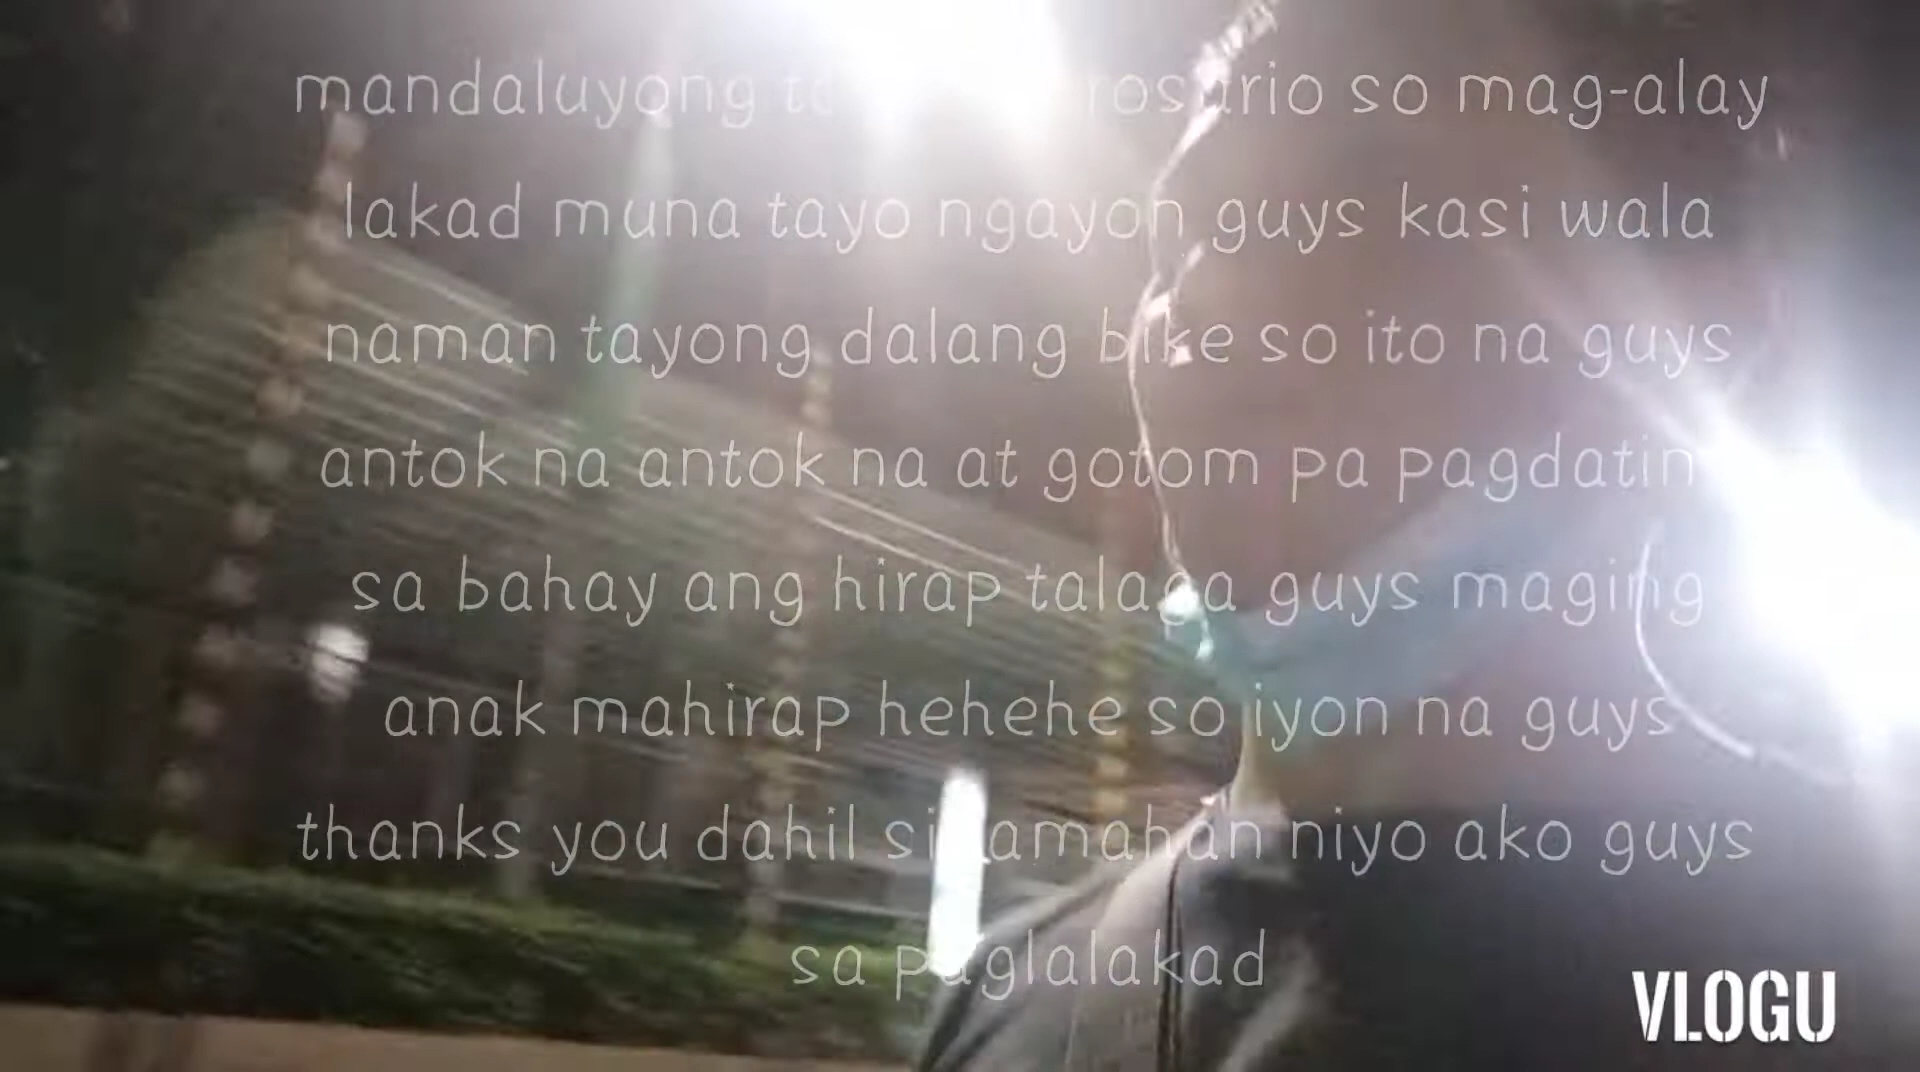 mandaluyong rosario so mag-alay
lakad muna tayo ngayon guys kasi wala
naman tayong dalang bike so ito na guys
antok na antok na at gotom pa pagdatin
sa bahay ang hirap talaga guys maging
anak mahirap hehehe so iyon na guys
thanks you dahil sinamahan niyo ako guys
sa paglalakad
VLOGU